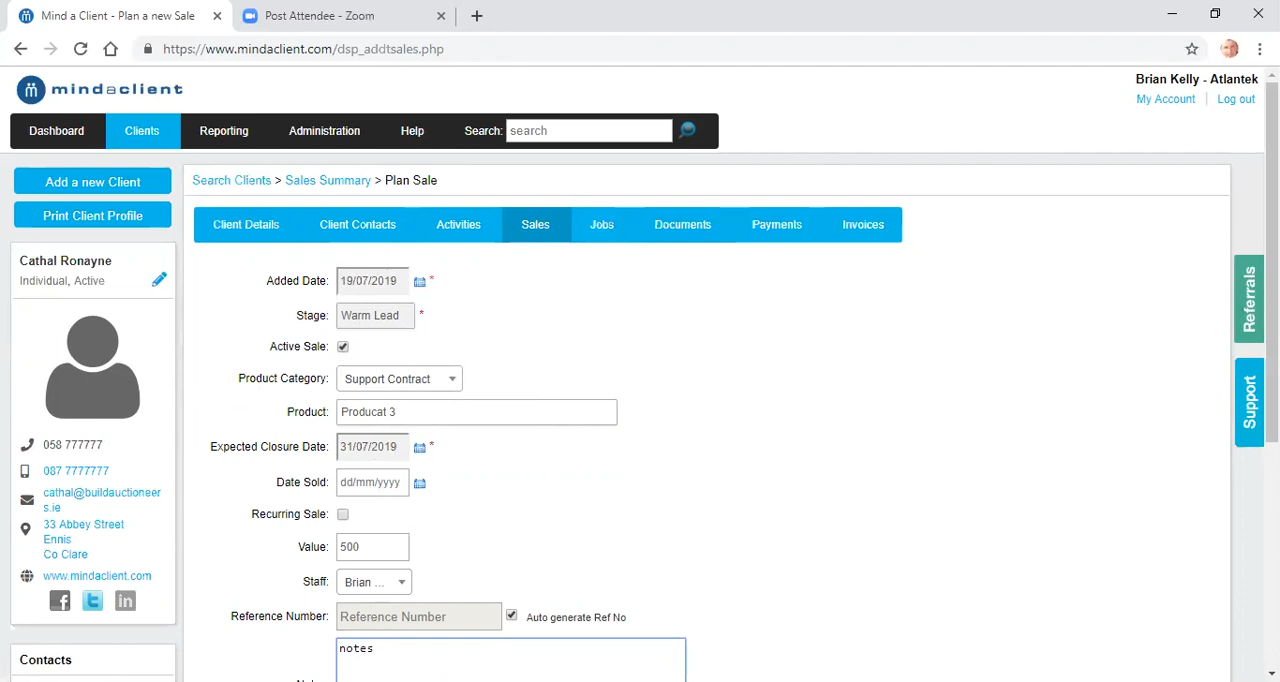 Mind a Client - Plan a new Sale
Post Attendee - Zoom
https://www.mindaclient.com/dsp_addtsales.php
mindaclient
Brian Kelly - Atlantek
My Account | Log out
Dashboard Clients Reporting Administration Help Search: search
Add a new Client
Print Client Profile
Search Clients > Sales Summary > Plan Sale
Client Details Client Contacts Activities Sales Jobs Documents Payments Invoices
Cathal Ronayne
Individual, Active
058 777777
087 7777777
cathal@buildauctioneer
s.ie
33 Abbey Street
Ennis
Co Clare
www.mindaclient.com
Contacts
Added Date: 19/07/2019 *
Stage: Warm Lead *
Active Sale:
Product Category: Support Contract
Product: Producat 3
Expected Closure Date: 31/07/2019 *
Date Sold: dd/mm/yyyy
Recurring Sale:
Value: 500
Staff: Brian ...
Reference Number: Reference Number Auto generate Ref No
notes
Referrals
Support